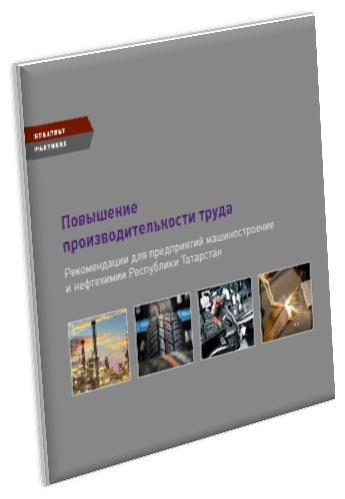 STRATEGY
PARTNERS
Повышение
производительности труда
Рекомендации для предприятий машиностроение
и нефтехимии Республики Татарстан